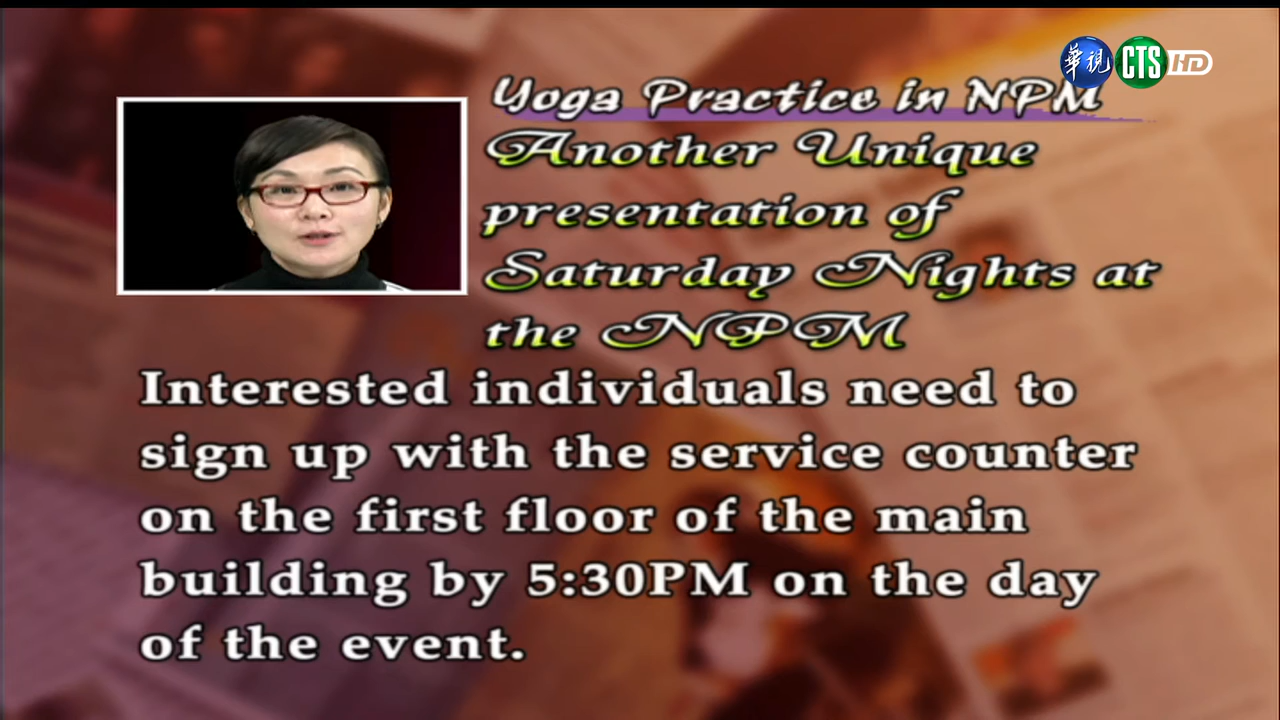 華視 CTS HD
Yoga Practice in NPM
Another Unique
presentation of
Saturday Nights at
the NPM
Interested individuals need to
sign up with the service counter
on the first floor of the main
building by 5:30PM on the day
of the event.